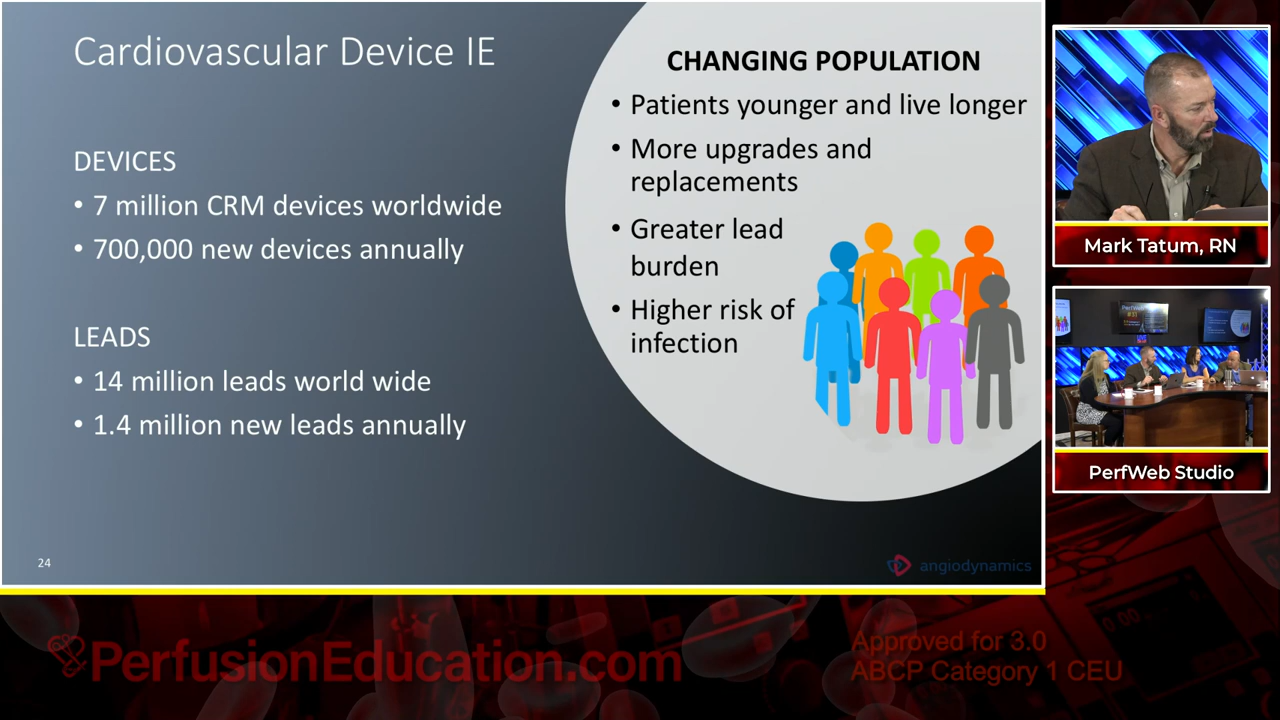 Cardiovascular Device IE
DEVICES
• 7 million CRM devices worldwide
• 700,000 new devices annually
LEADS
• 14 million leads world wide
• 1.4 million new leads annually
CHANGING POPULATION
• Patients younger and live longer
• More upgrades and
replacements
• Greater lead
burden
• Higher risk of
infection
24
angiodynamics
Mark Tatum, RN
PerfWeb Studio
PerfusionEducation.com
Approved for 3.0
ABCP Category 1 CEU